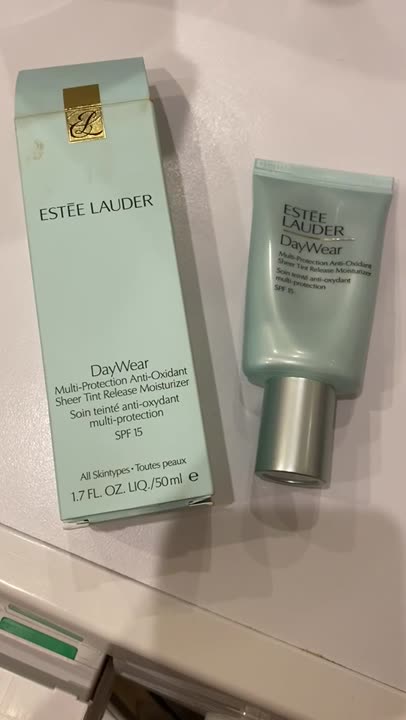 ESTĒE LAUDER
DayWear
Multi-Protection Anti-Oxidant
Sheer Tint Release Moisturizer
Soin teinté anti-oxydant
multi-protection
SPF 15
All Skintypes • Toutes peaux
1.7 FL. OZ. LIQ./50 ml e
ESTĒE
LAUDER
DayWear
Multi-Protection Anti-Oxidant
Sheer Tint Release Moisturizer
Soin teinté anti-oxydant
multi-protection
SPF 15